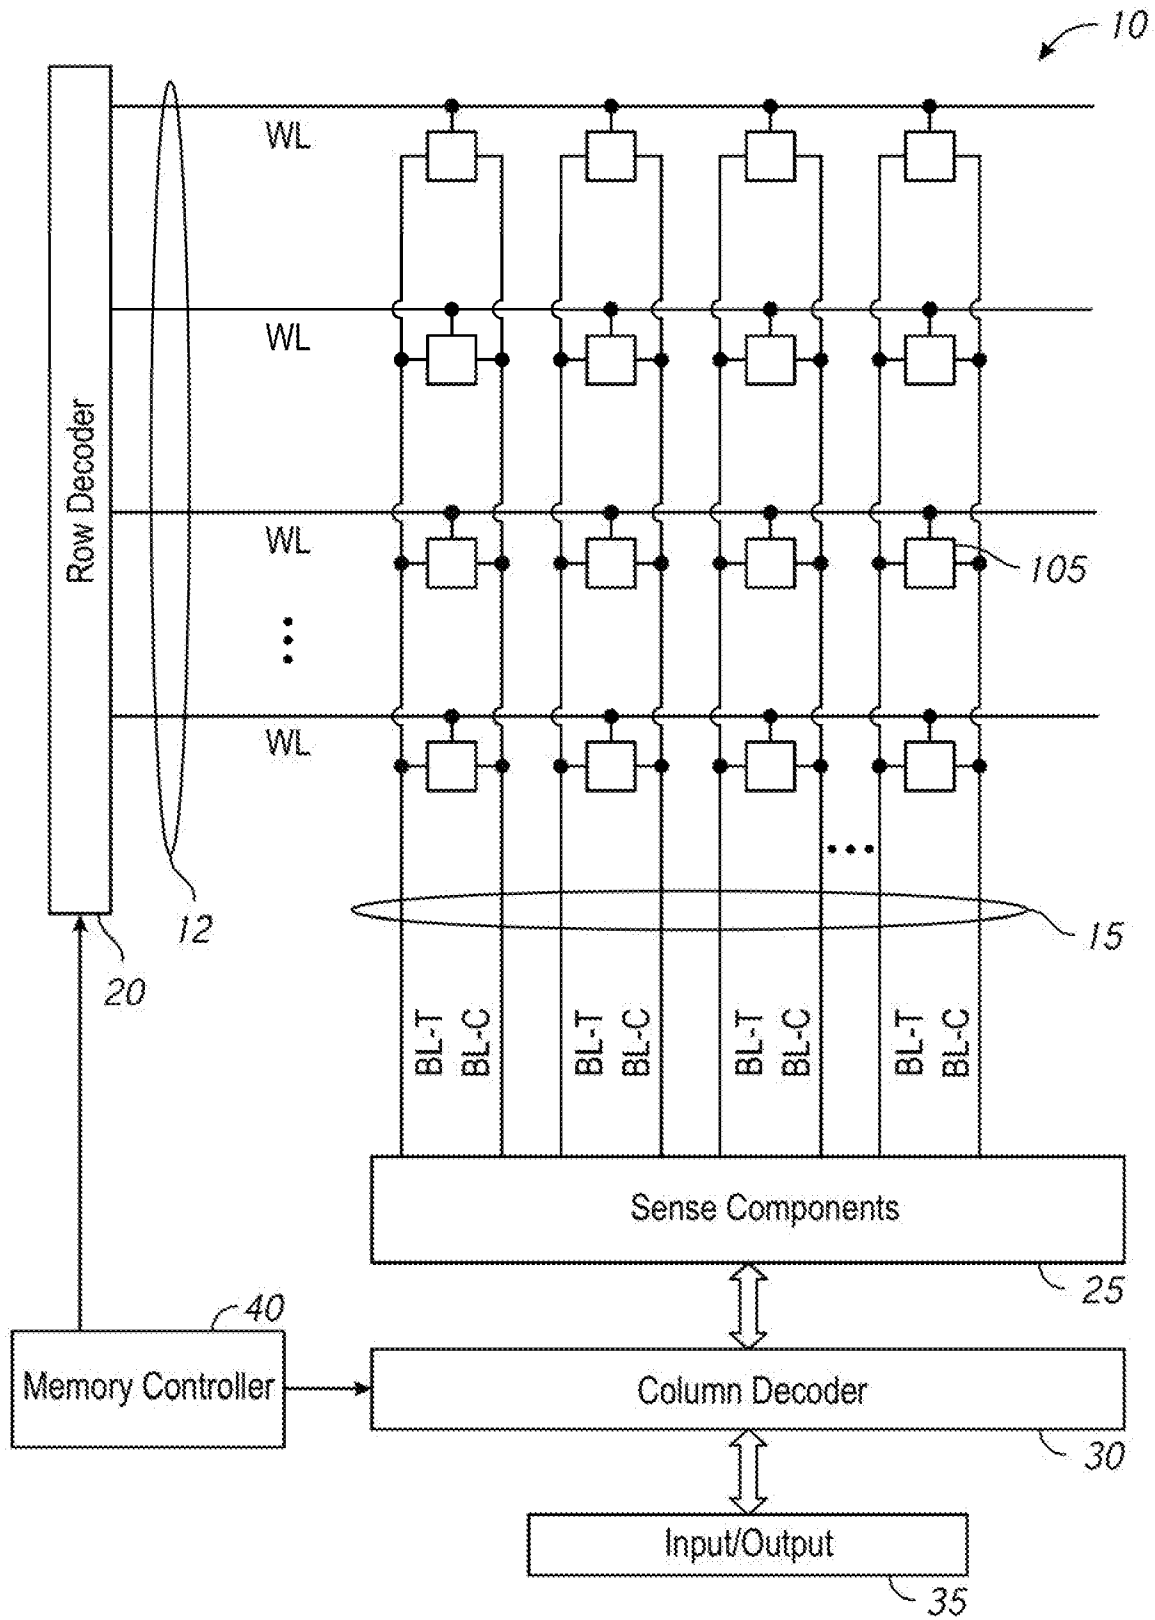 10
WL
WL
Row Decoder
WL
105
WL
12
15
20
BL-T BL-C BL-T BL-C BL-T BL-C BL-T BL-C
Sense Components
25
40
Memory Controller
Column Decoder
30
Input/Output
35